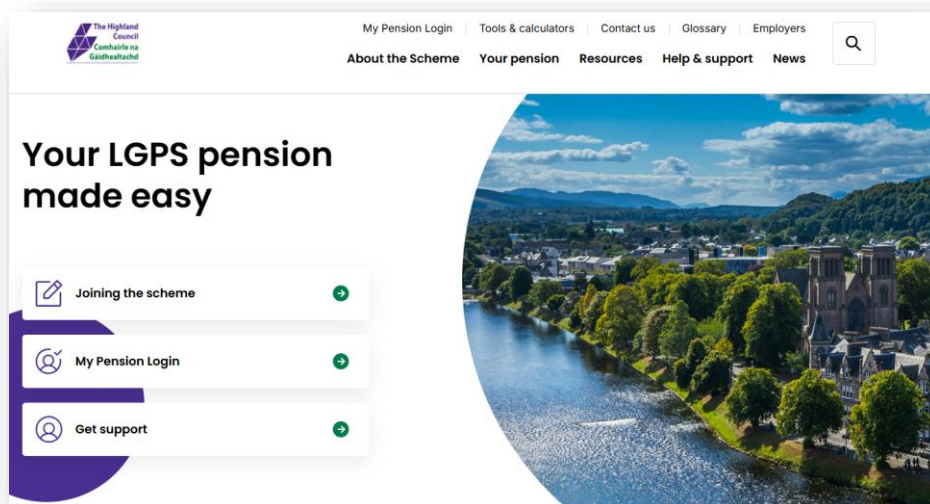 The Highland
Council
Comhairle na
Gàidhealtachd
My Pension Login
Tools & calculators
Contact us
Glossary
Employers
About the Scheme
Your pension
Resources
Help & support
News
Your LGPS pension
made easy
Joining the scheme
My Pension Login
Get support